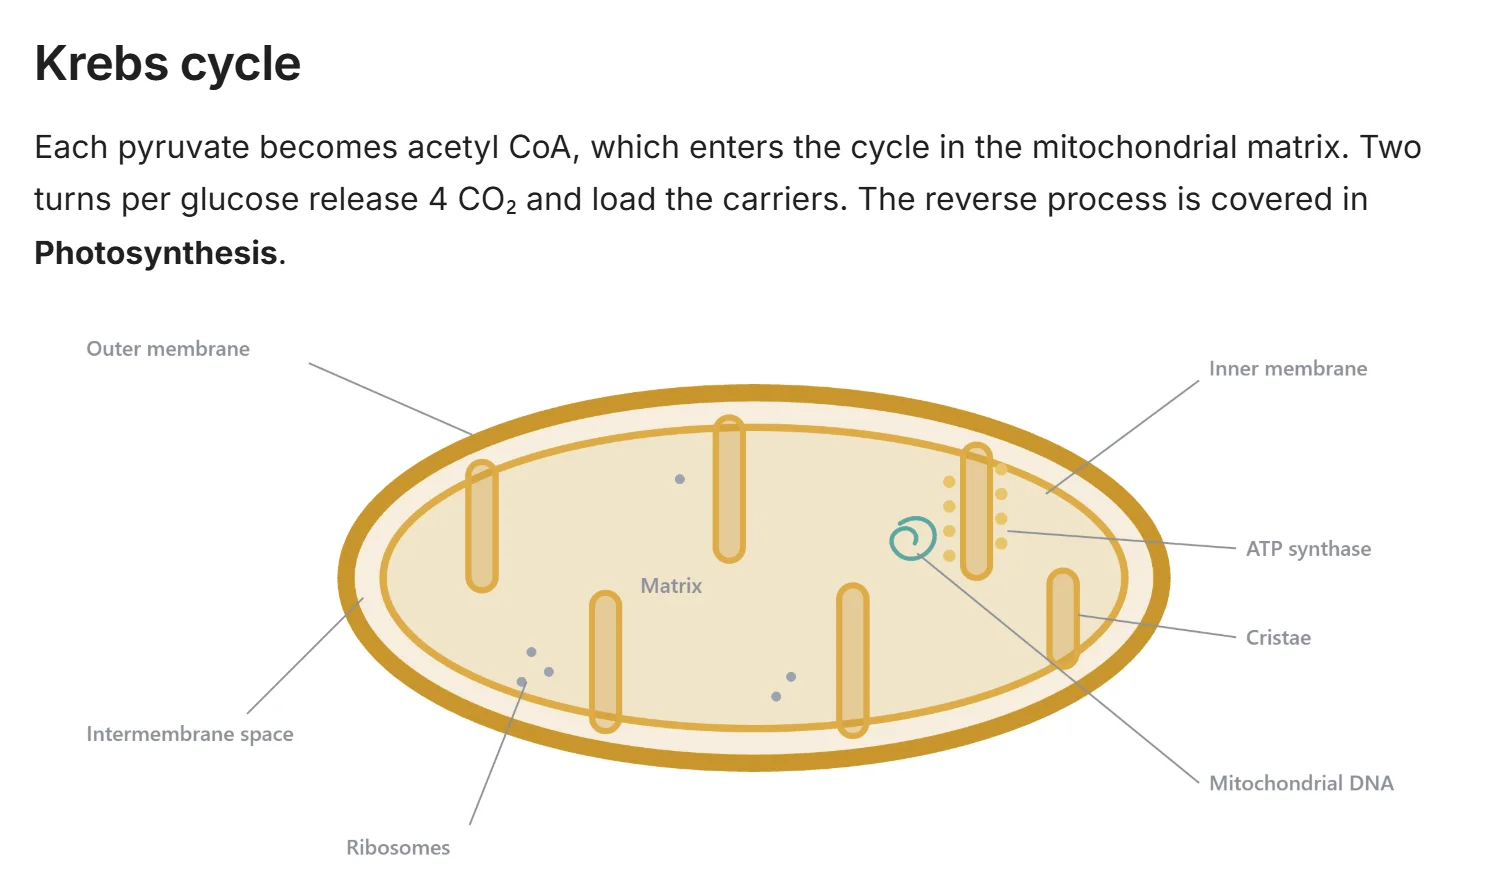 Krebs cycle
Each pyruvate becomes acetyl CoA, which enters the cycle in the mitochondrial matrix. Two
turns per glucose release 4 CO₂ and load the carriers. The reverse process is covered in
Photosynthesis.
Outer membrane
Inner membrane
ATP synthase
Matrix
Cristae
Intermembrane space
Mitochondrial DNA
Ribosomes